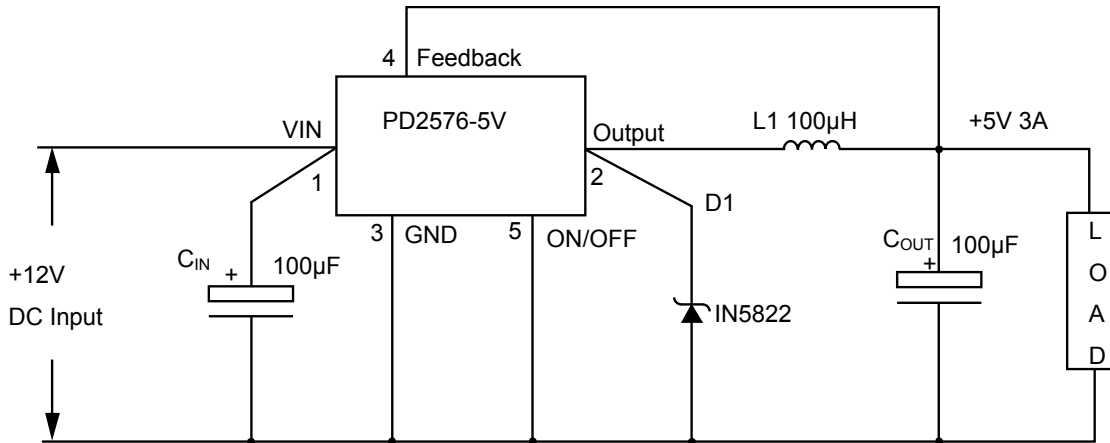 4 Feedback
PD2576-5V
VIN
1
Output
2
L1 100µH
+5V 3A
D1
3 GND
5 ON/OFF
CIN
+
100µF
COUT
+
100µF
IN5822
+12V
DC Input
L
O
A
D